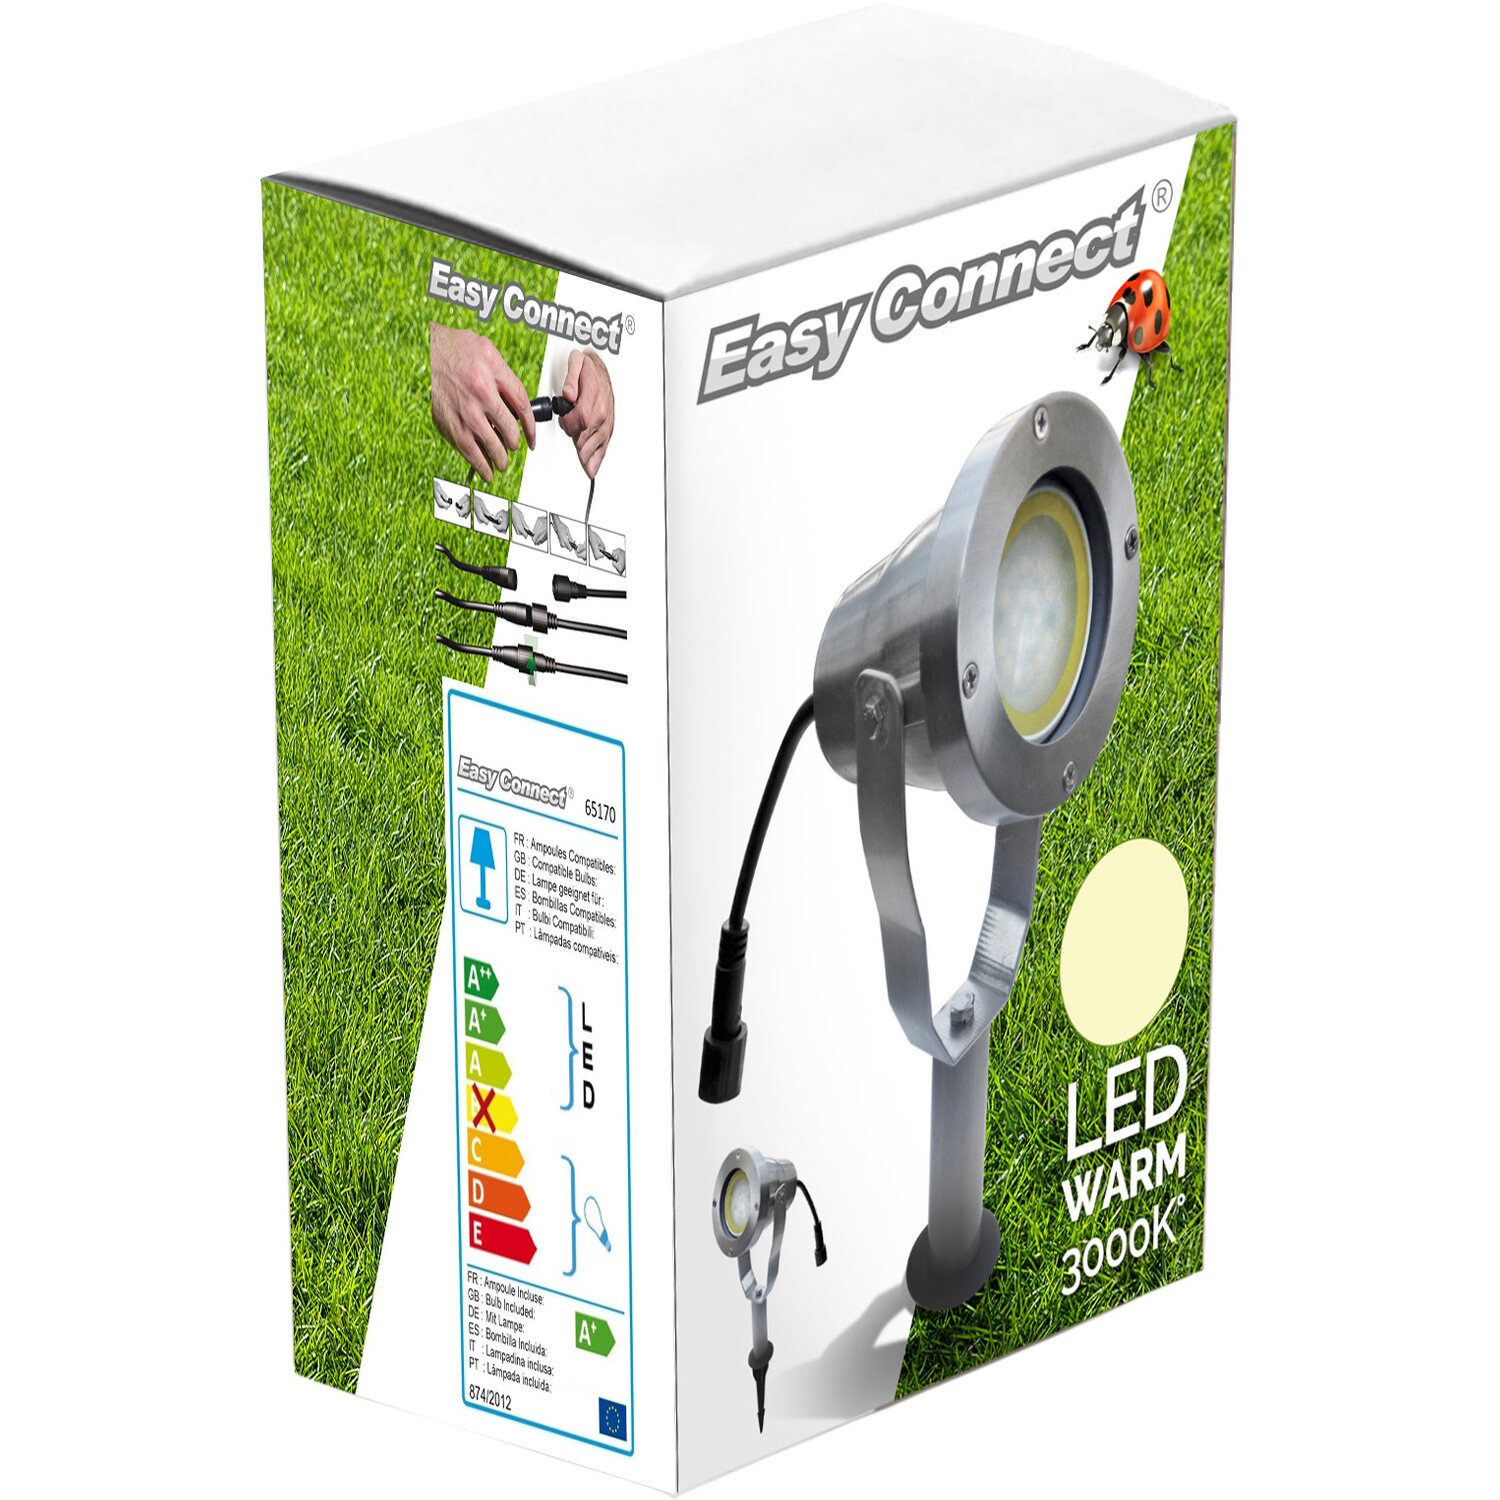 Easy Connect®
Easy Connect®
65170
FR : Ampoules Compatibles:
GB : Compatible Bulbs:
DE : Lampe geeignet für:
ES : Bombillas Compatibles:
IT : Bulbi Compatibili:
PT : Lâmpadas compatíveis:
A++
A+
A
C
D
E
LED
FR : Ampoule Incluse:
GB : Bulb Included:
DE : Mit Lampe:
ES : Bombilla Incluida:
IT : Lampadina inclusa:
PT : Lâmpada incluida:
A+
874/2012
Easy Connect®
LED
WARM
3000K°